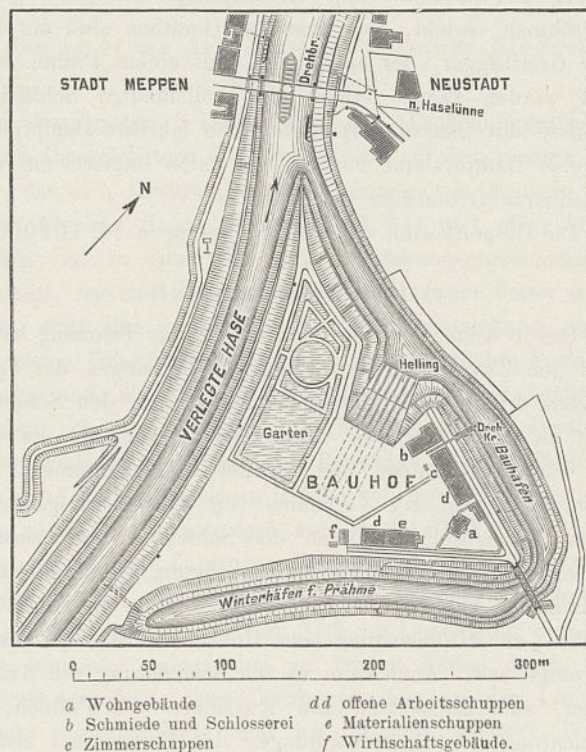 STADT MEPPEN
Drehbr.
NEUSTADT
n. Haselünne
N
VERLEGTE HASE
Helling
Garten
Dreh Kr.
Bauhafen
BAUHOF
b
c
d
a
f d e
Winterhäfen f. Prähme
0 50 100 200 300m
a Wohngebäude
b Schmiede und Schlosserei
c Zimmerschuppen
dd offene Arbeitsschuppen
e Materialienschuppen
f Wirthschaftsgebäude.